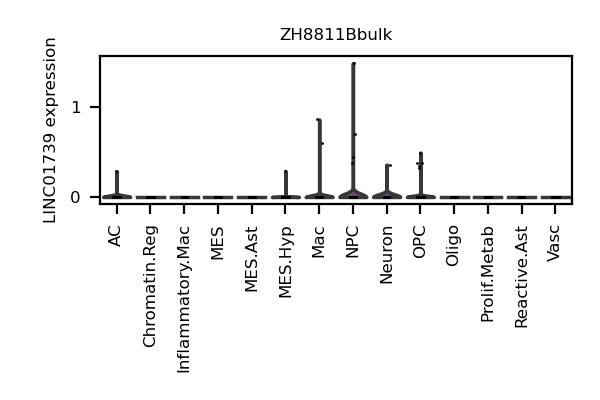 ZH8811Bbulk
LINC01739 expression
1
0
AC
Chromatin.Reg
Inflammatory.Mac
MES
MES.Ast
MES.Hyp
Mac
NPC
Neuron
OPC
Oligo
Prolif.Metab
Reactive.Ast
Vasc